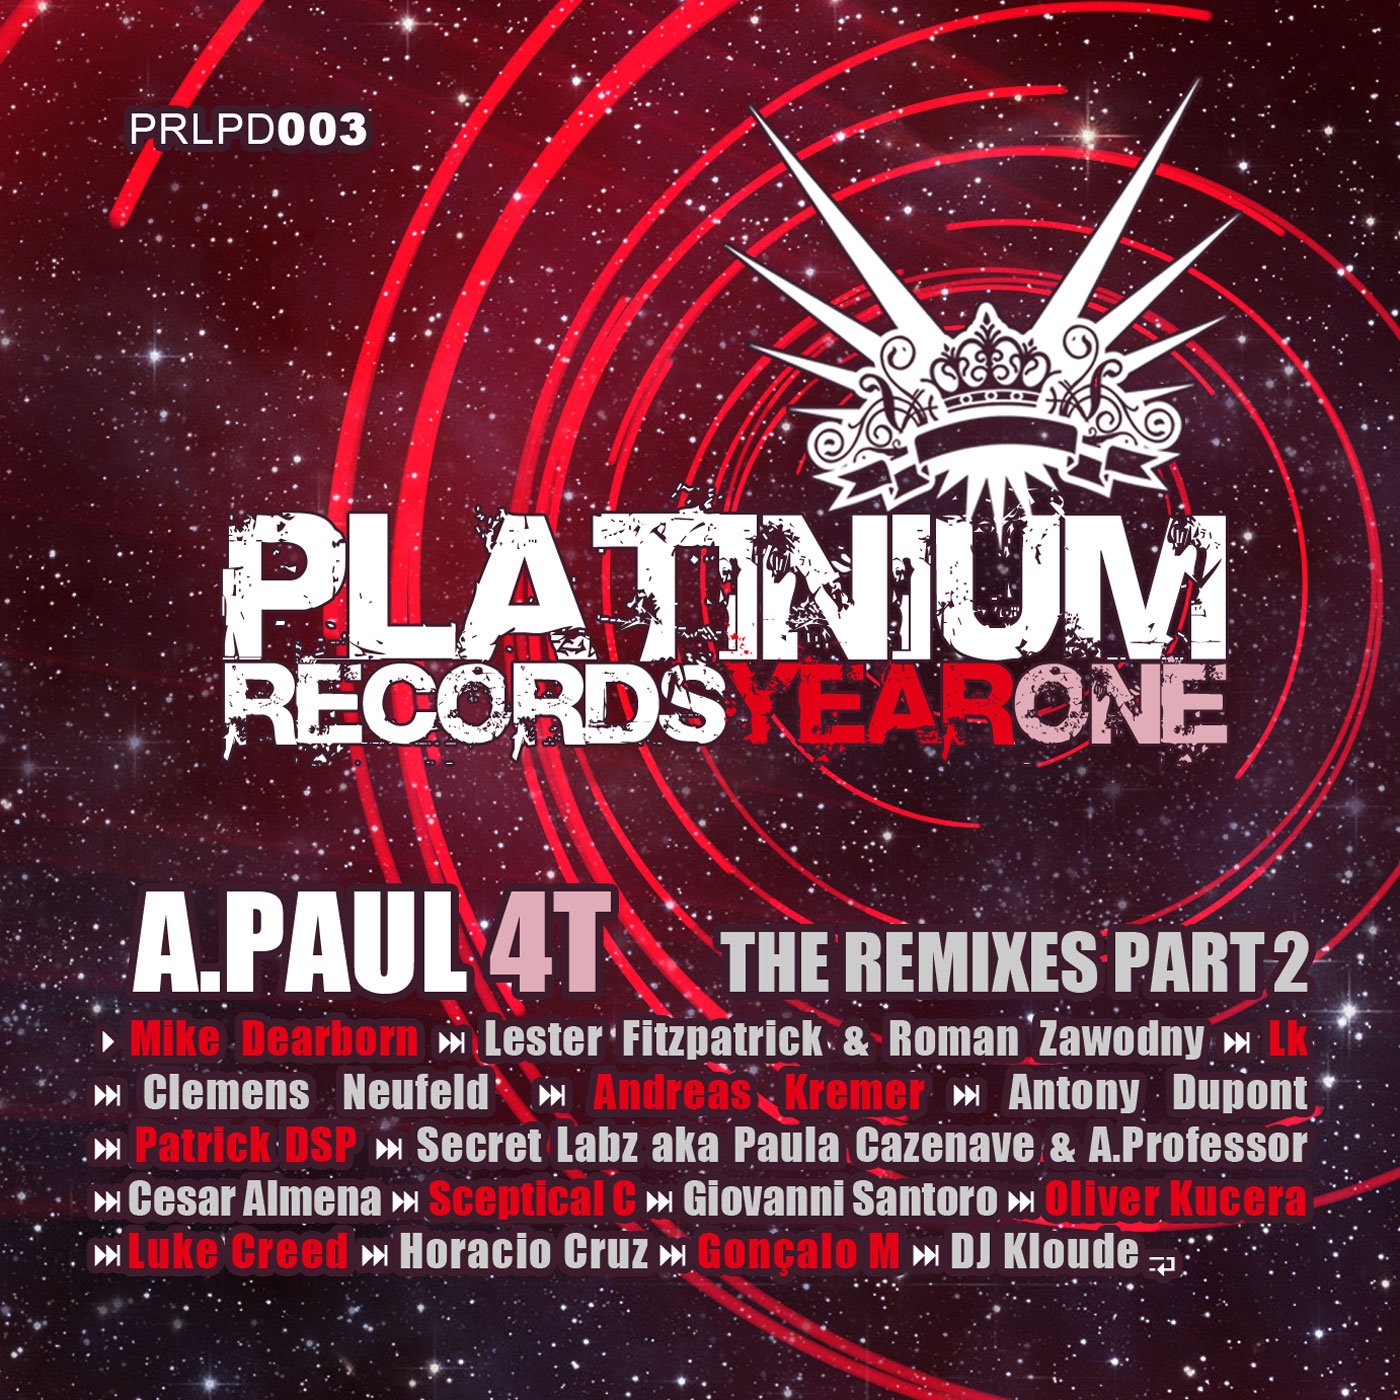 PRLPD003
PLATINIUM
RECORDSYEARONE
A.PAUL 4T THE REMIXES PART 2
Mike Dearborn Lester Fitzpatrick & Roman Zawodny Lk
Clemens Neufeld Andreas Kremer Antony Dupont
Patrick DSP Secret Labz aka Paula Cazenave & A.Professor
Cesar Almena Sceptical C Giovanni Santoro Oliver Kucera
Luke Creed Horacio Cruz Gonçalo M DJ Kloude